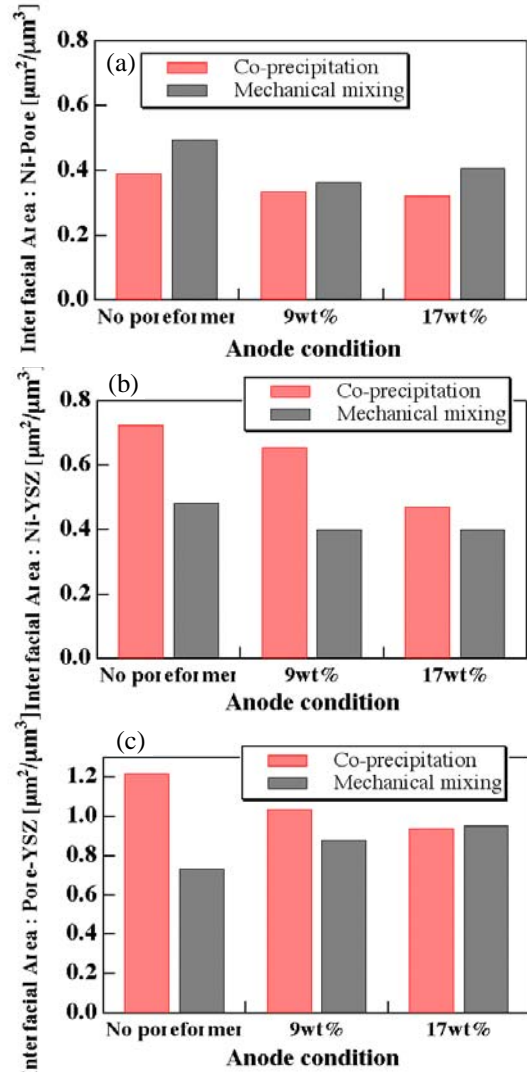 (a)
Co-precipitation
Mechanical mixing
Interfacial Area : Ni-Pore [µm²/µm³]
0.8
0.6
0.4
0.2
0.0
No poreformer
9wt%
17wt%
Anode condition
(b)
Co-precipitation
Mechanical mixing
Interfacial Area : Ni-YSZ [µm²/µm³]
0.8
0.6
0.4
0.2
0.0
No poreformer
9wt%
17wt%
Anode condition
(c)
Co-precipitation
Mechanical mixing
Interfacial Area : Pore-YSZ [µm²/µm³]
1.2
1.0
0.8
0.6
0.4
0.2
0.0
No poreformer
9wt%
17wt%
Anode condition